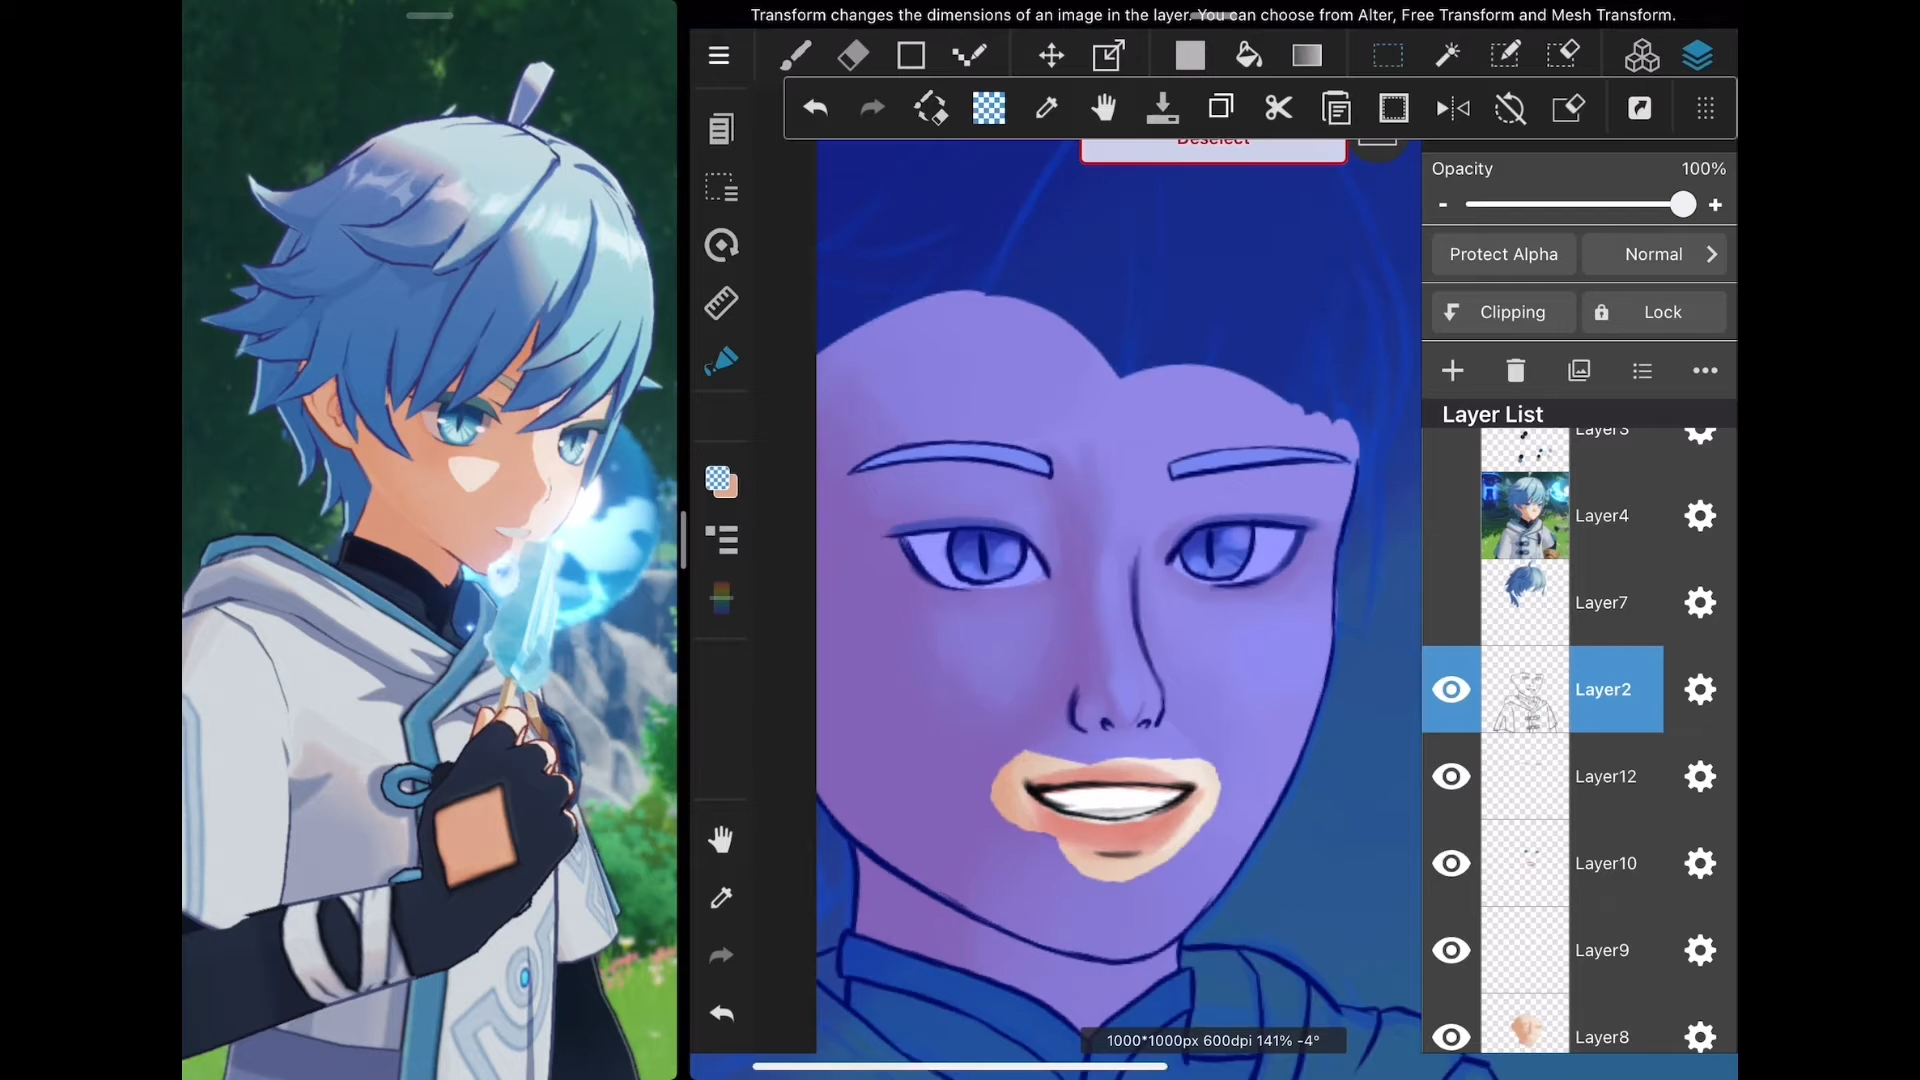 Transform changes the dimensions of an image in the layer. You can choose from Alter, Free Transform and Mesh Transform.
Deselect
Opacity 100%
- +
Protect Alpha Normal
Clipping Lock
Layer List
Layer3
Layer4
Layer7
Layer2
Layer12
Layer10
Layer9
Layer8
1000*1000px 600dpi 141% -4°